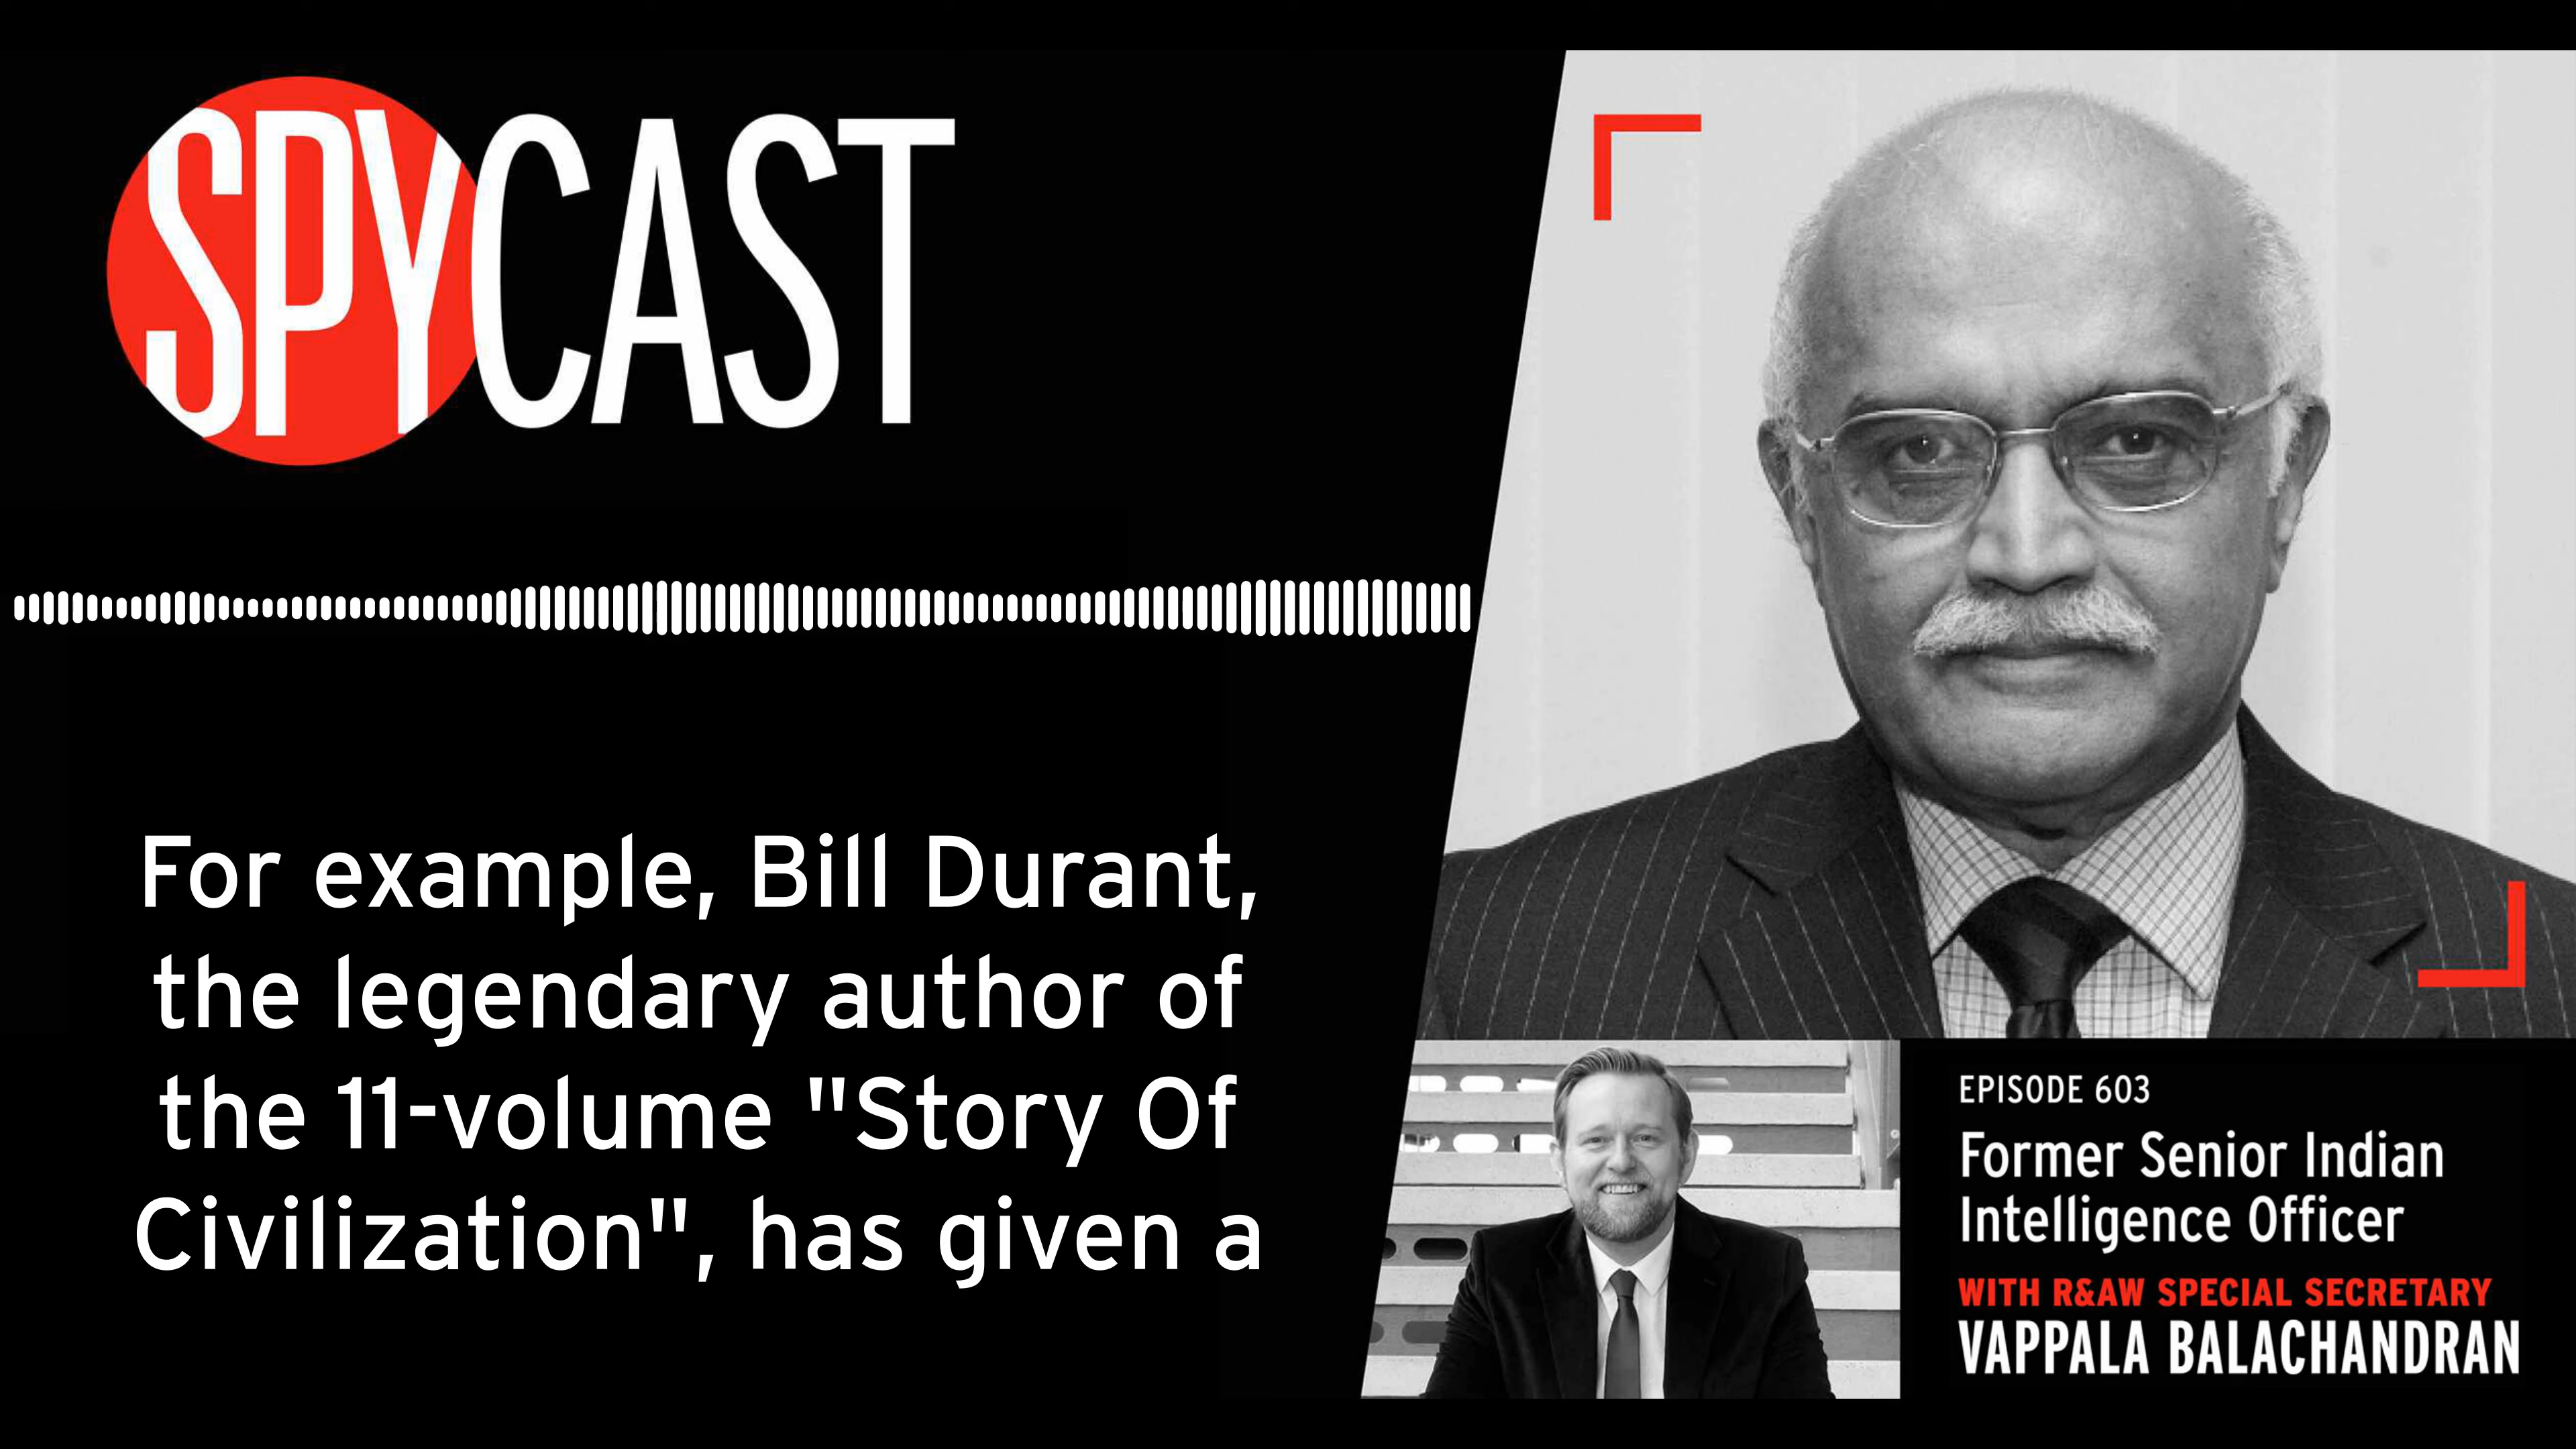 SPYCAST
For example, Bill Durant,
the legendary author of
the 11-volume "Story Of
Civilization", has given a
EPISODE 603
Former Senior Indian
Intelligence Officer
WITH R&AW SPECIAL SECRETARY
VAPPALA BALACHANDRAN